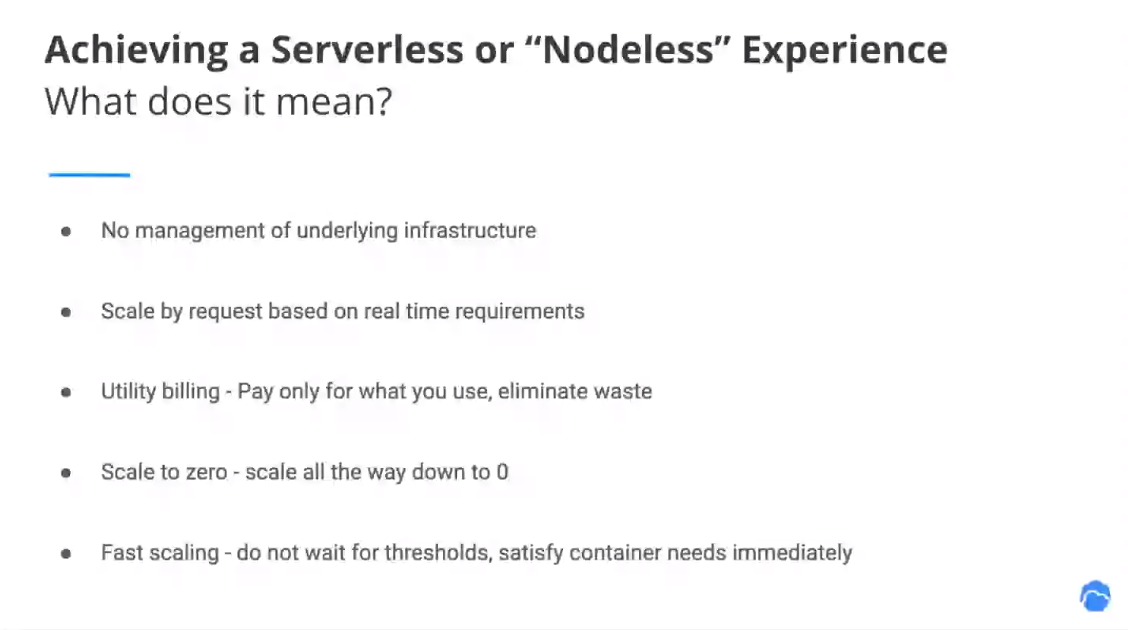 Achieving a Serverless or “Nodeless” Experience
What does it mean?
● No management of underlying infrastructure
● Scale by request based on real time requirements
● Utility billing - Pay only for what you use, eliminate waste
● Scale to zero - scale all the way down to 0
● Fast scaling - do not wait for thresholds, satisfy container needs immediately